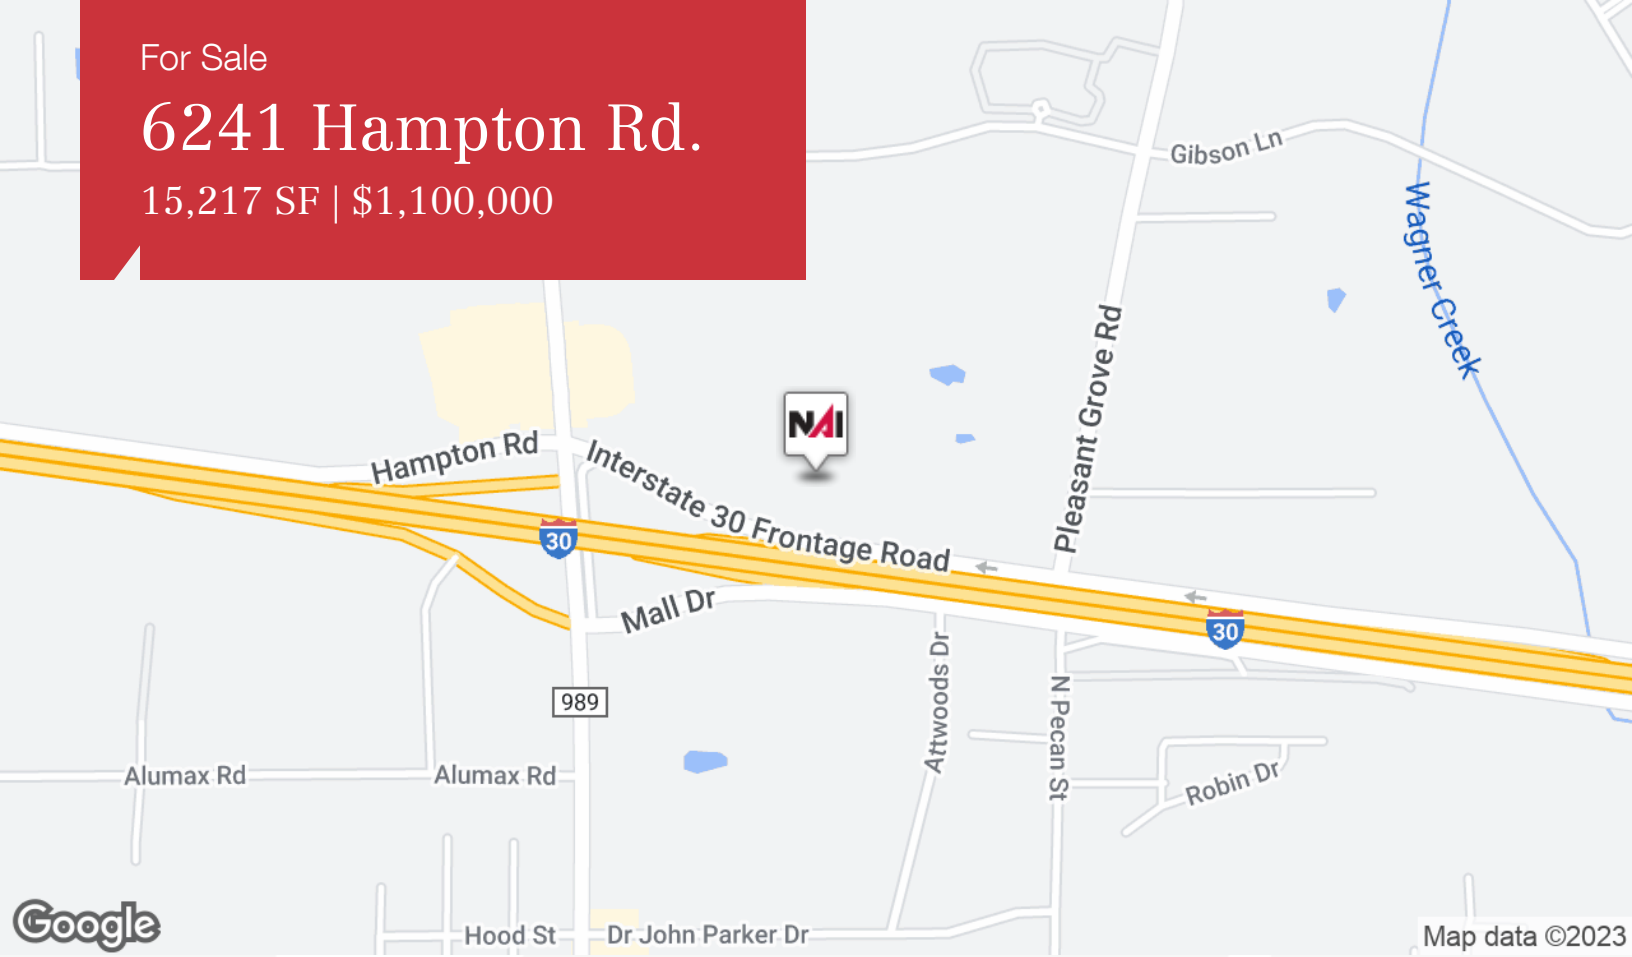 For Sale
6241 Hampton Rd.
15,217 SF | $1,100,000
Gibson Ln
Wagner Creek
Pleasant Grove Rd
NAI
Hampton Rd
Interstate 30 Frontage Road
30
Mall Dr
30
Attwoods Dr
N Pecan St
989
Alumax Rd
Alumax Rd
Robin Dr
Hood St
Dr John Parker Dr
Google
Map data ©2023